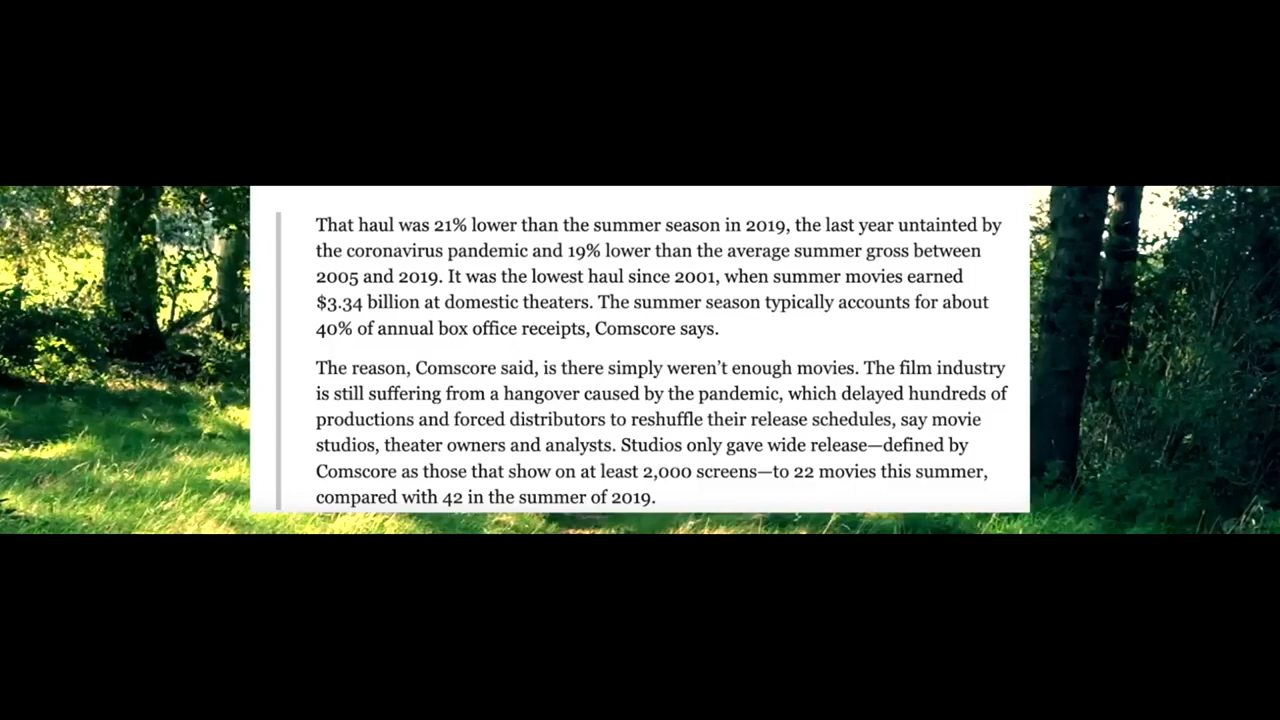 That haul was 21% lower than the summer season in 2019, the last year untainted by
the coronavirus pandemic and 19% lower than the average summer gross between
2005 and 2019. It was the lowest haul since 2001, when summer movies earned
$3.34 billion at domestic theaters. The summer season typically accounts for about
40% of annual box office receipts, Comscore says.
The reason, Comscore said, is there simply weren’t enough movies. The film industry
is still suffering from a hangover caused by the pandemic, which delayed hundreds of
productions and forced distributors to reshuffle their release schedules, say movie
studios, theater owners and analysts. Studios only gave wide release—defined by
Comscore as those that show on at least 2,000 screens—to 22 movies this summer,
compared with 42 in the summer of 2019.